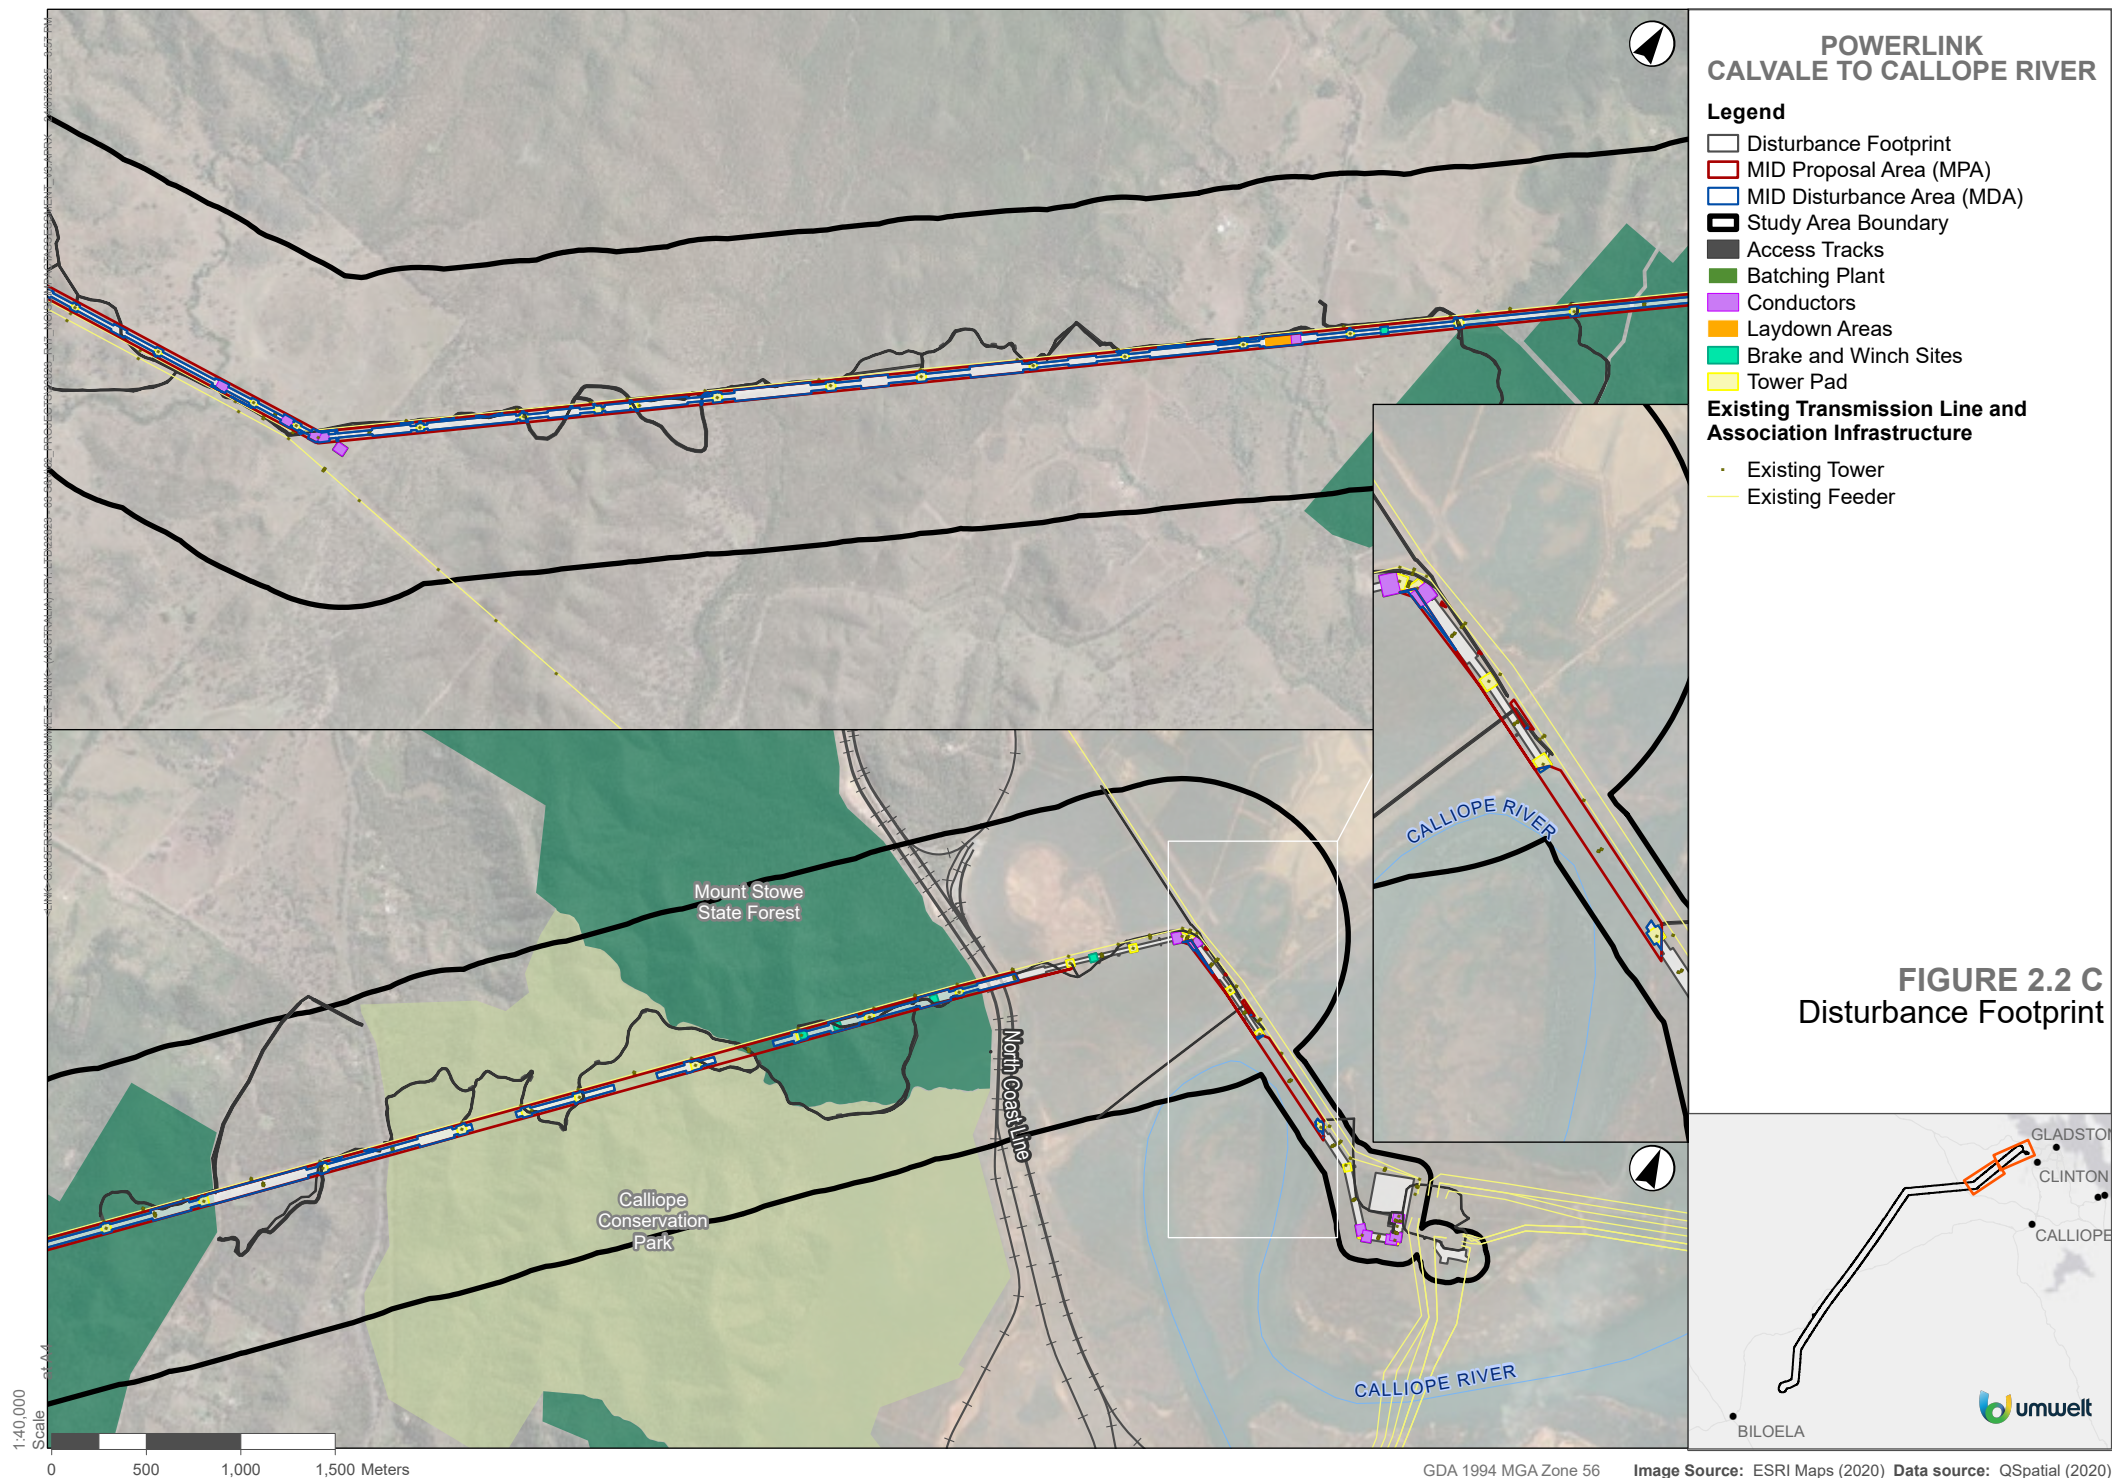 POWERLINK
CALVALE TO CALLOPE RIVER
Legend
Disturbance Footprint
MID Proposal Area (MPA)
MID Disturbance Area (MDA)
Study Area Boundary
Access Tracks
Batching Plant
Conductors
Laydown Areas
Brake and Winch Sites
Tower Pad
Existing Transmission Line and
Association Infrastructure
Existing Tower
Existing Feeder
CALLIOPE RIVER
Mount Stowe
State Forest
North Coast Line
Calliope
Conservation
Park
CALLIOPE RIVER
FIGURE 2.2 C
Disturbance Footprint
GLADSTON
CLINTON
CALLIOPE
BILOELA
umwelt
1:40,000
Scale
0 500 1,000 1,500 Meters
GDA 1994 MGA Zone 56 Image Source: ESRI Maps (2020) Data source: QSpatial (2020)